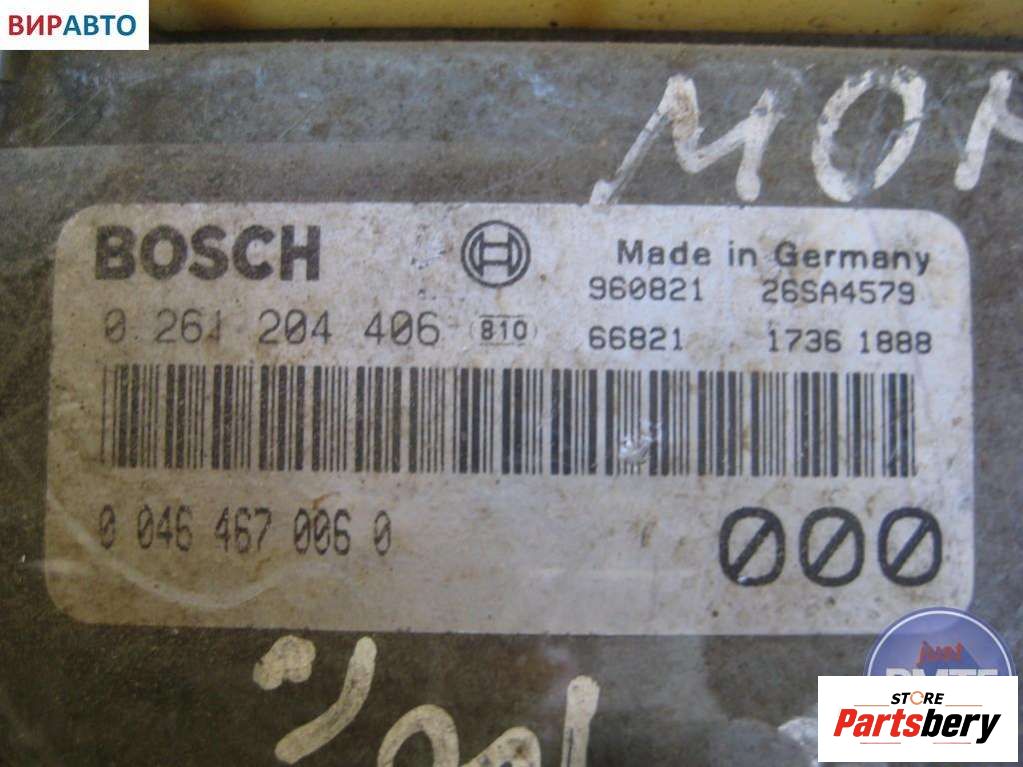 ВИРАВТО
BOSCH
Made in Germany
960821 26SA4579
0 261 204 406 810 66821 1736 1888
0 046 467 006 0
000
just
STORE
Partsbery